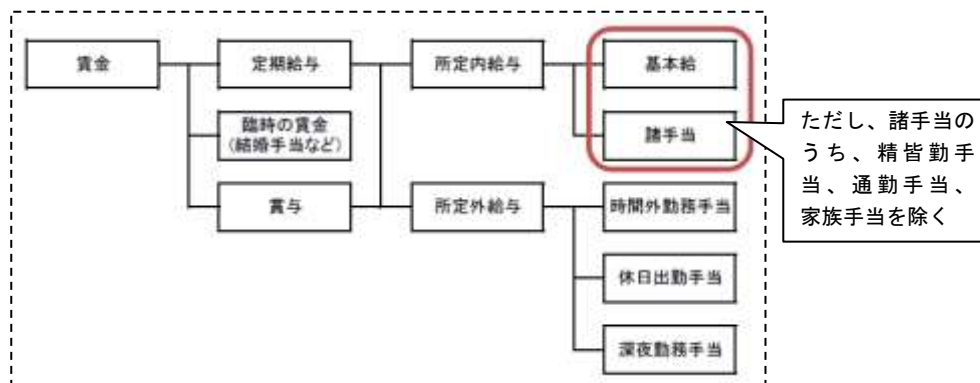 賃金
定期給与
所定内給与
基本給
臨時の賃金
(結婚手当など)
諸手当
賞与
所定外給与
時間外勤務手当
休日出勤手当
深夜勤務手当
ただし、諸手当の
うち、精皆勤手
当、通勤手当、
家族手当を除く